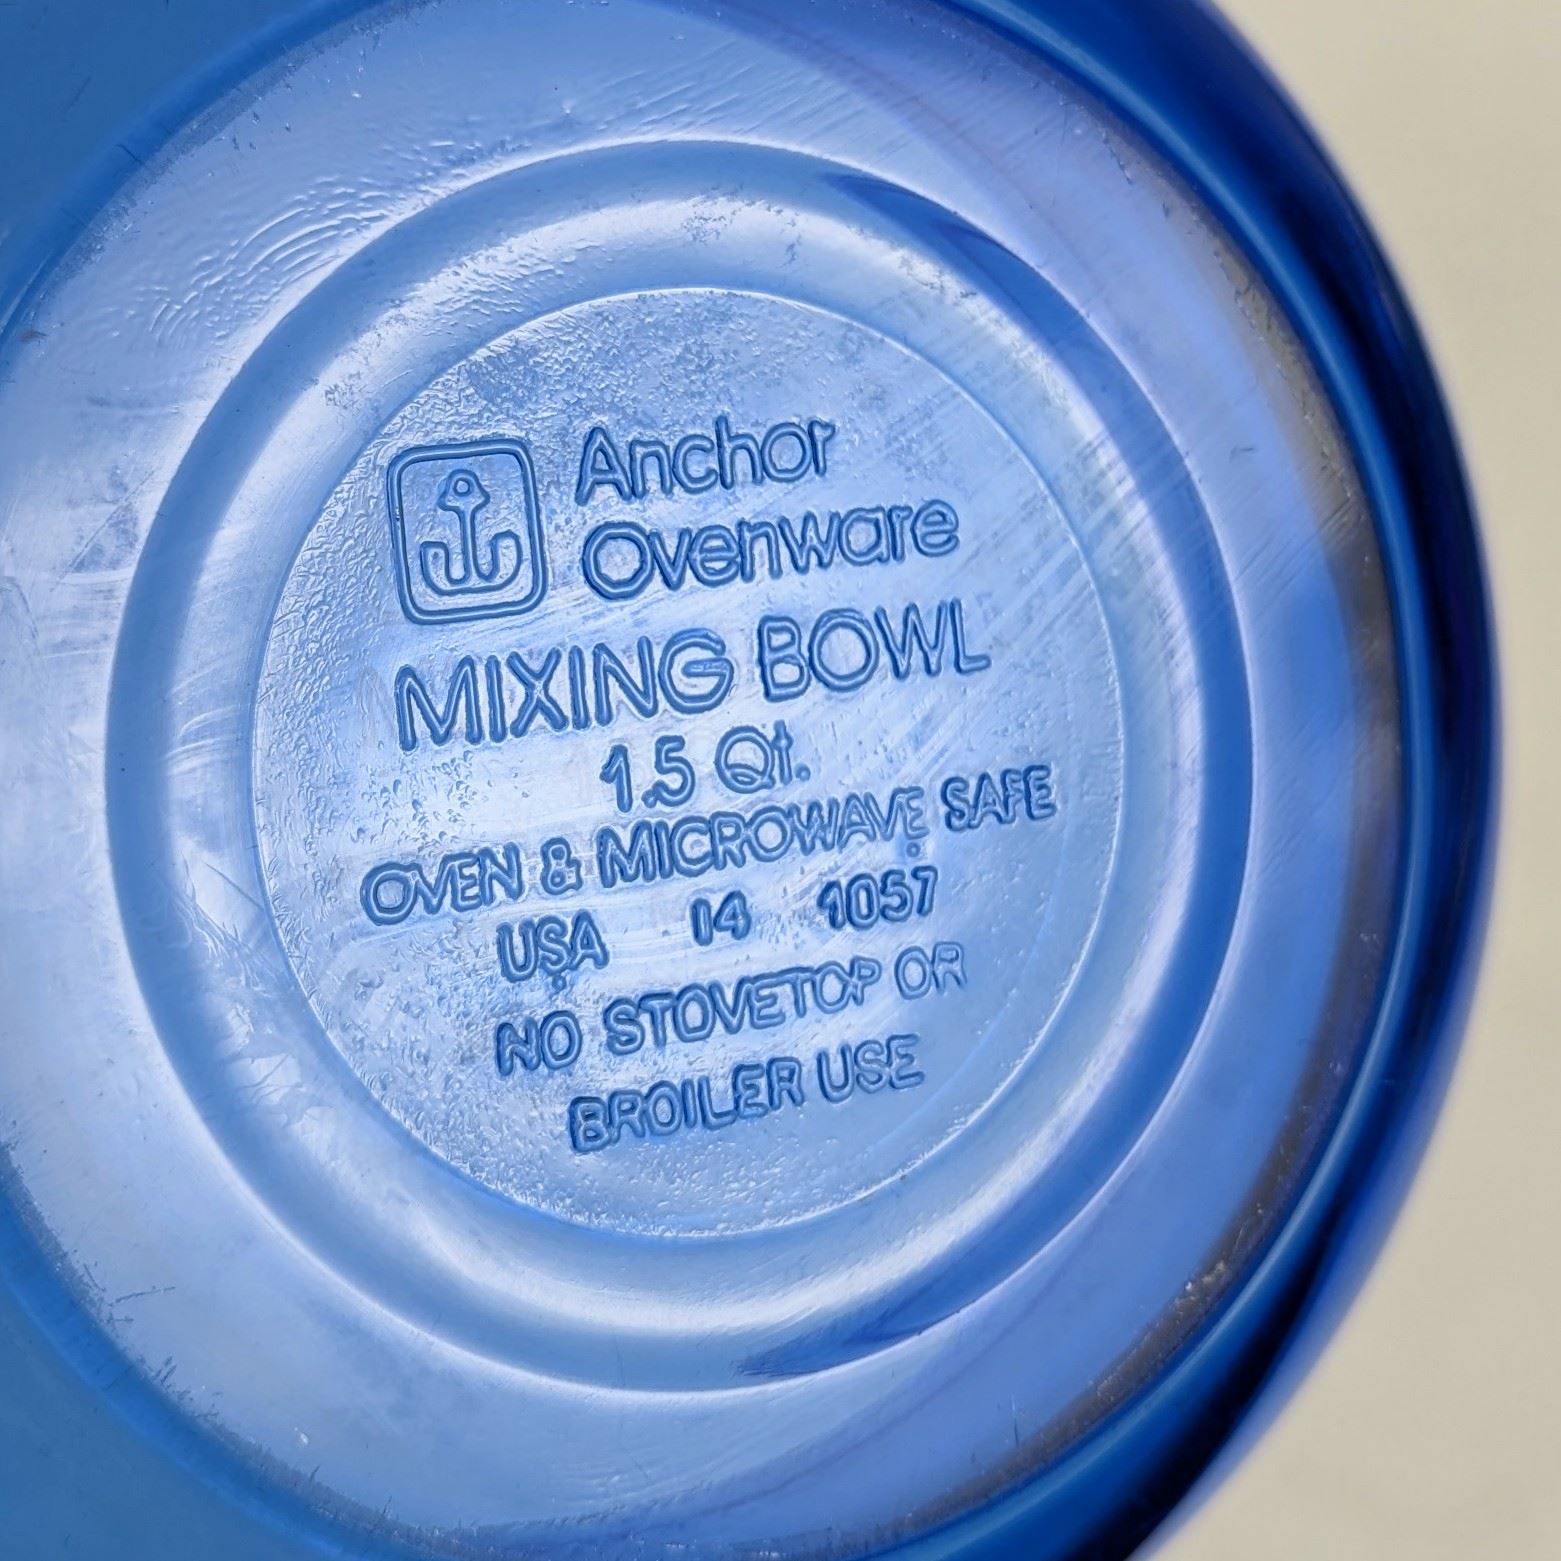 Anchor
Ovenware
MIXING BOWL
1.5 Qt.
OVEN & MICROWAVE SAFE
USA 14 1057
NO STOVETOP OR
BROILER USE